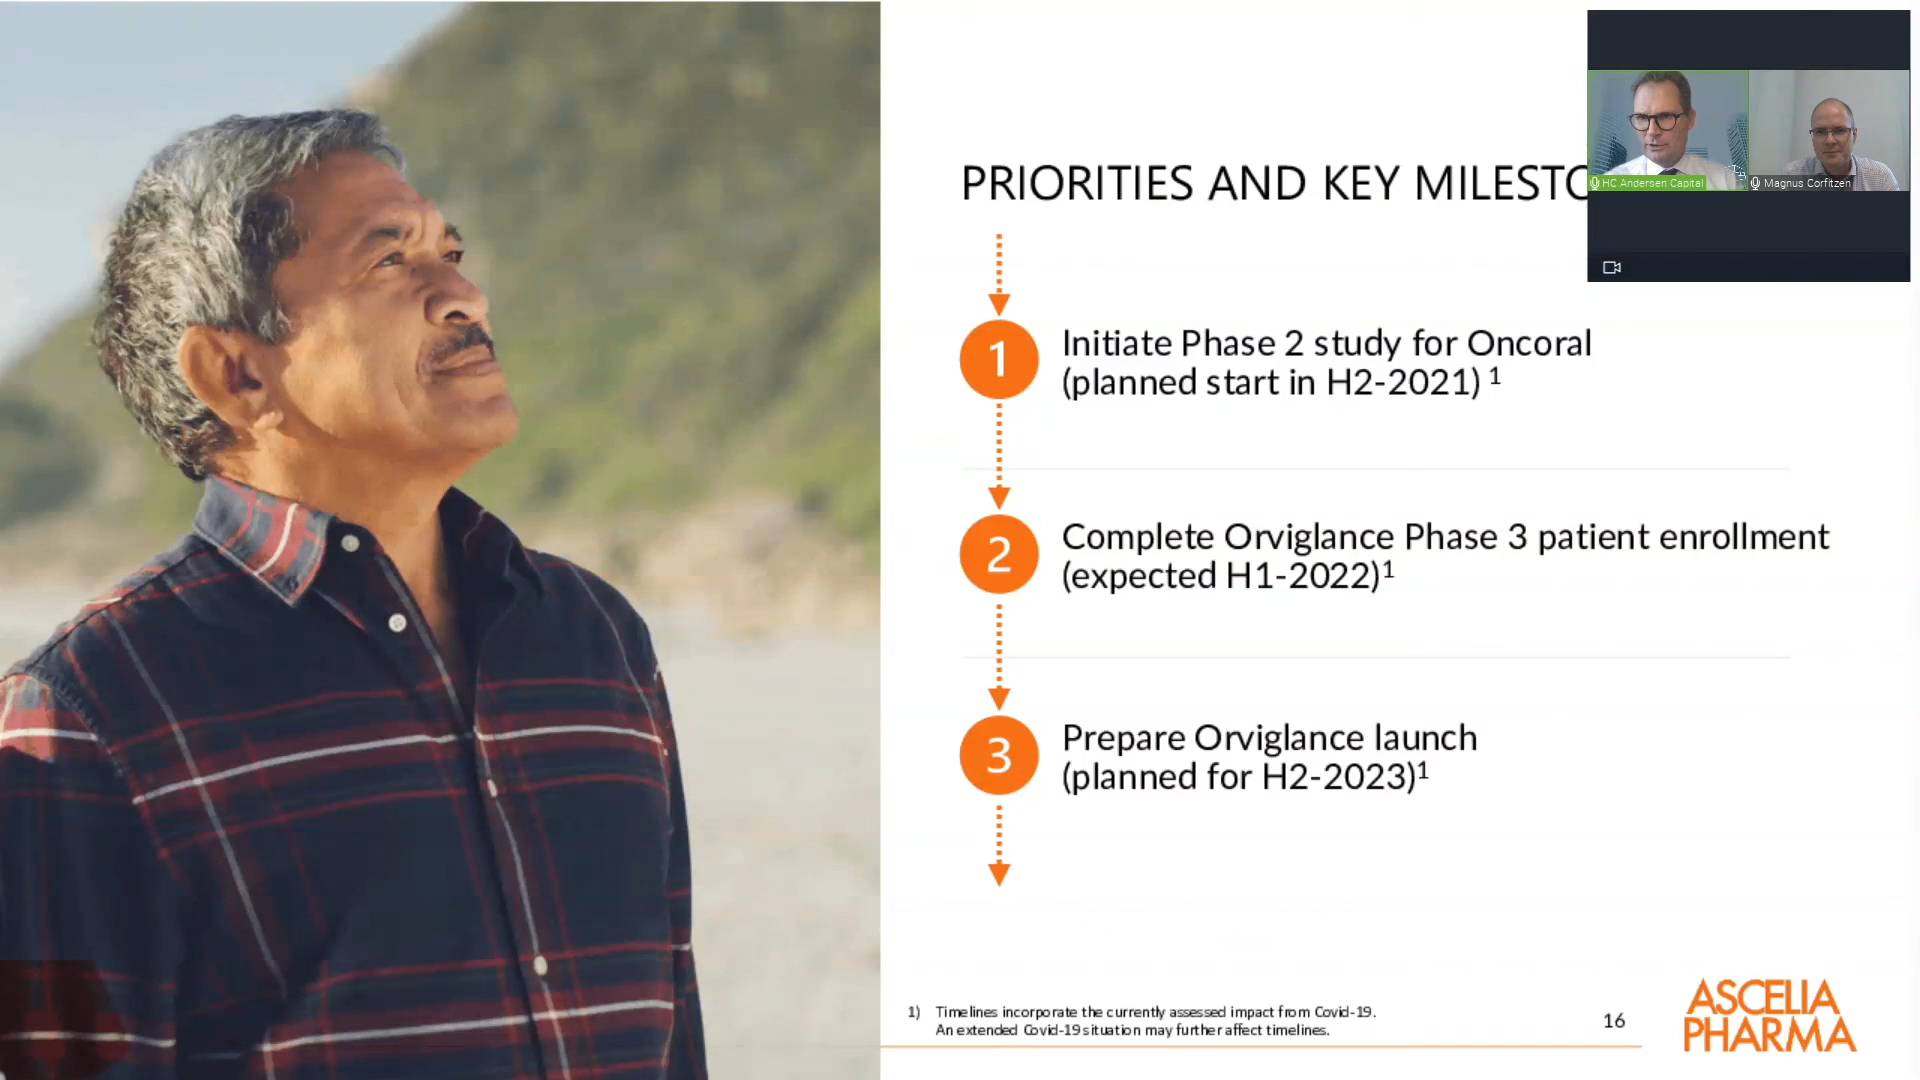 PRIORITIES AND KEY MILESTO
HC Andersen Capital
Magnus Corfitzen
1
Initiate Phase 2 study for Oncoral
(planned start in H2-2021) 1
2
Complete Orviglance Phase 3 patient enrollment
(expected H1-2022)1
3
Prepare Orviglance launch
(planned for H2-2023)1
1) Timelines incorporate the currently assessed impact from Covid-19.
An extended Covid-19 situation may further affect timelines.
16
ASCELIA
PHARMA